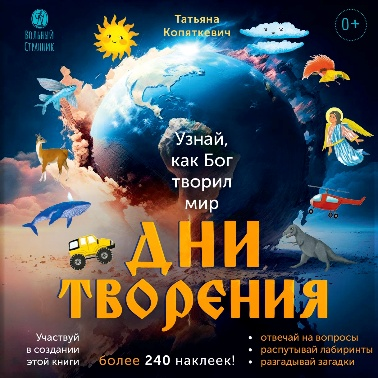 Вольный
Странник
Татьяна
Копяткевич
0+
Узнай,
как Бог
творил
мир
ДНИ
ТВОРЕНИЯ
Участвуй
в создании
этой книги
более 240 наклеек!
• отвечай на вопросы
• распутывай лабиринты
• разгадывай загадки